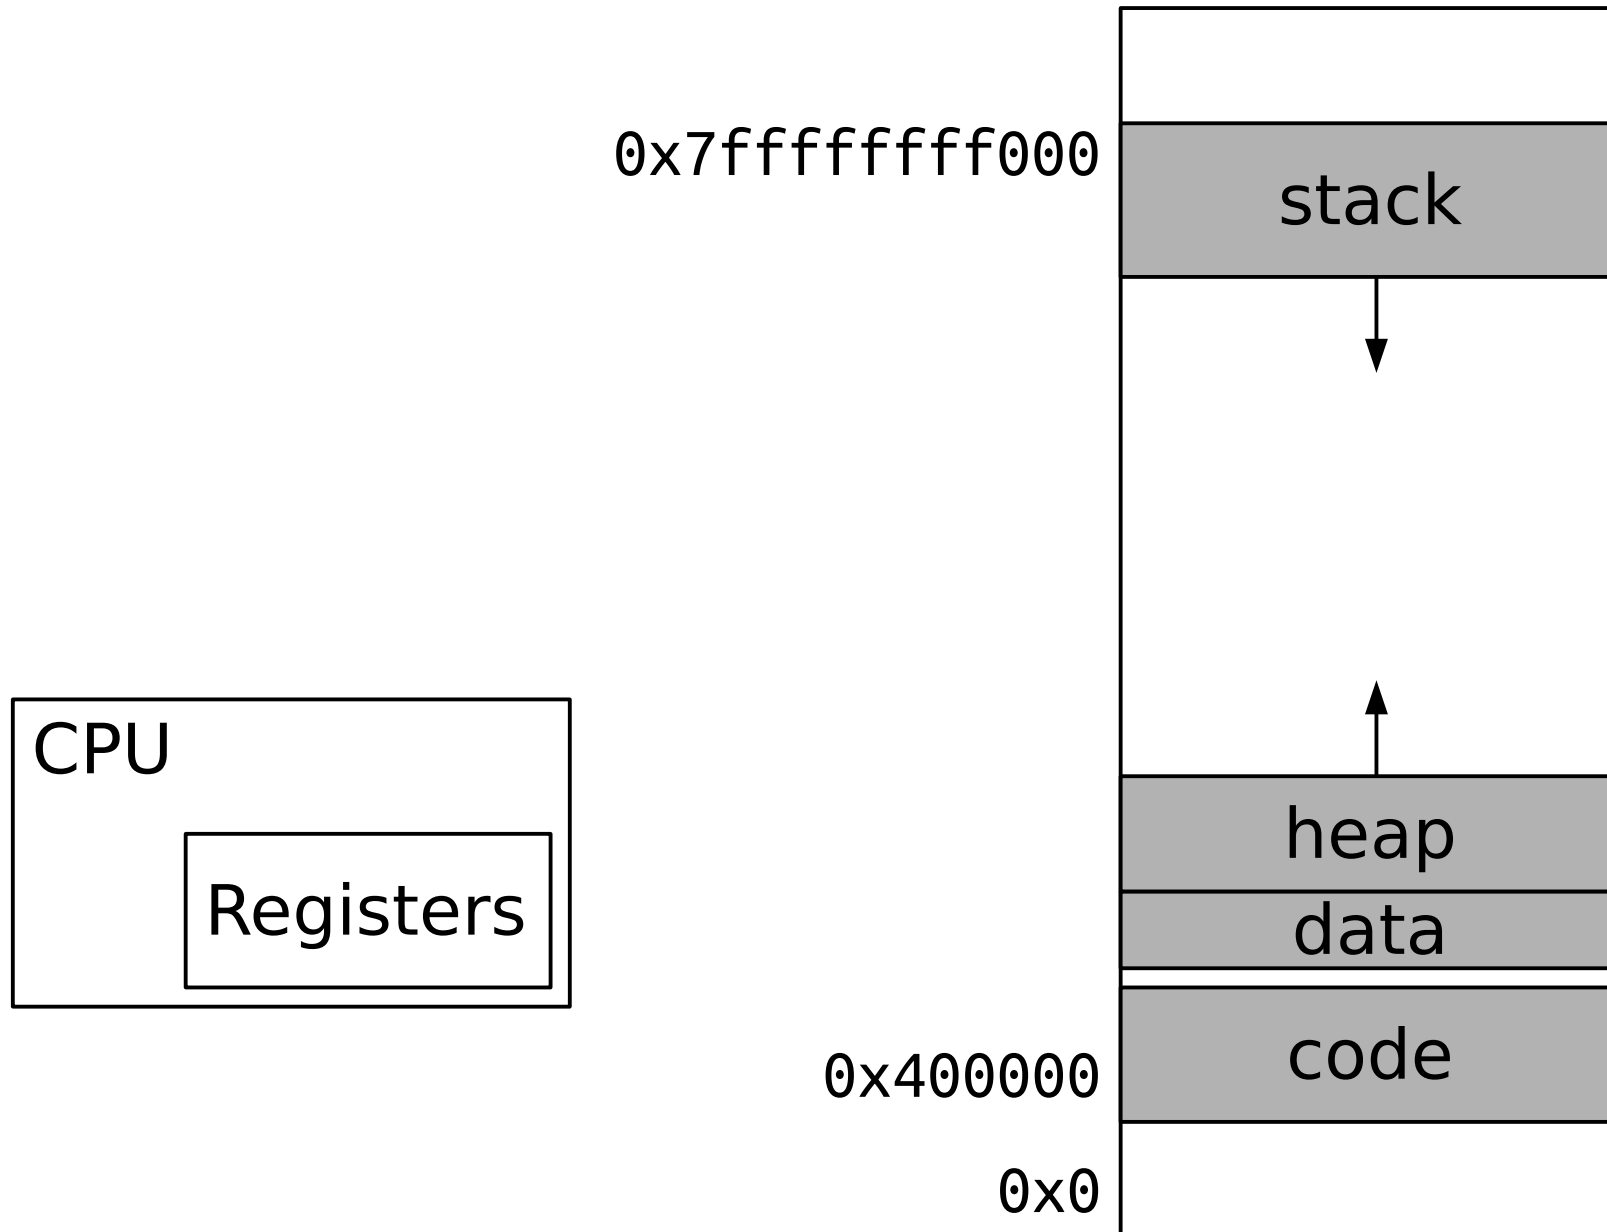 0x7ffffffff000
stack
CPU
heap
Registers
data
code
0x400000
0x0